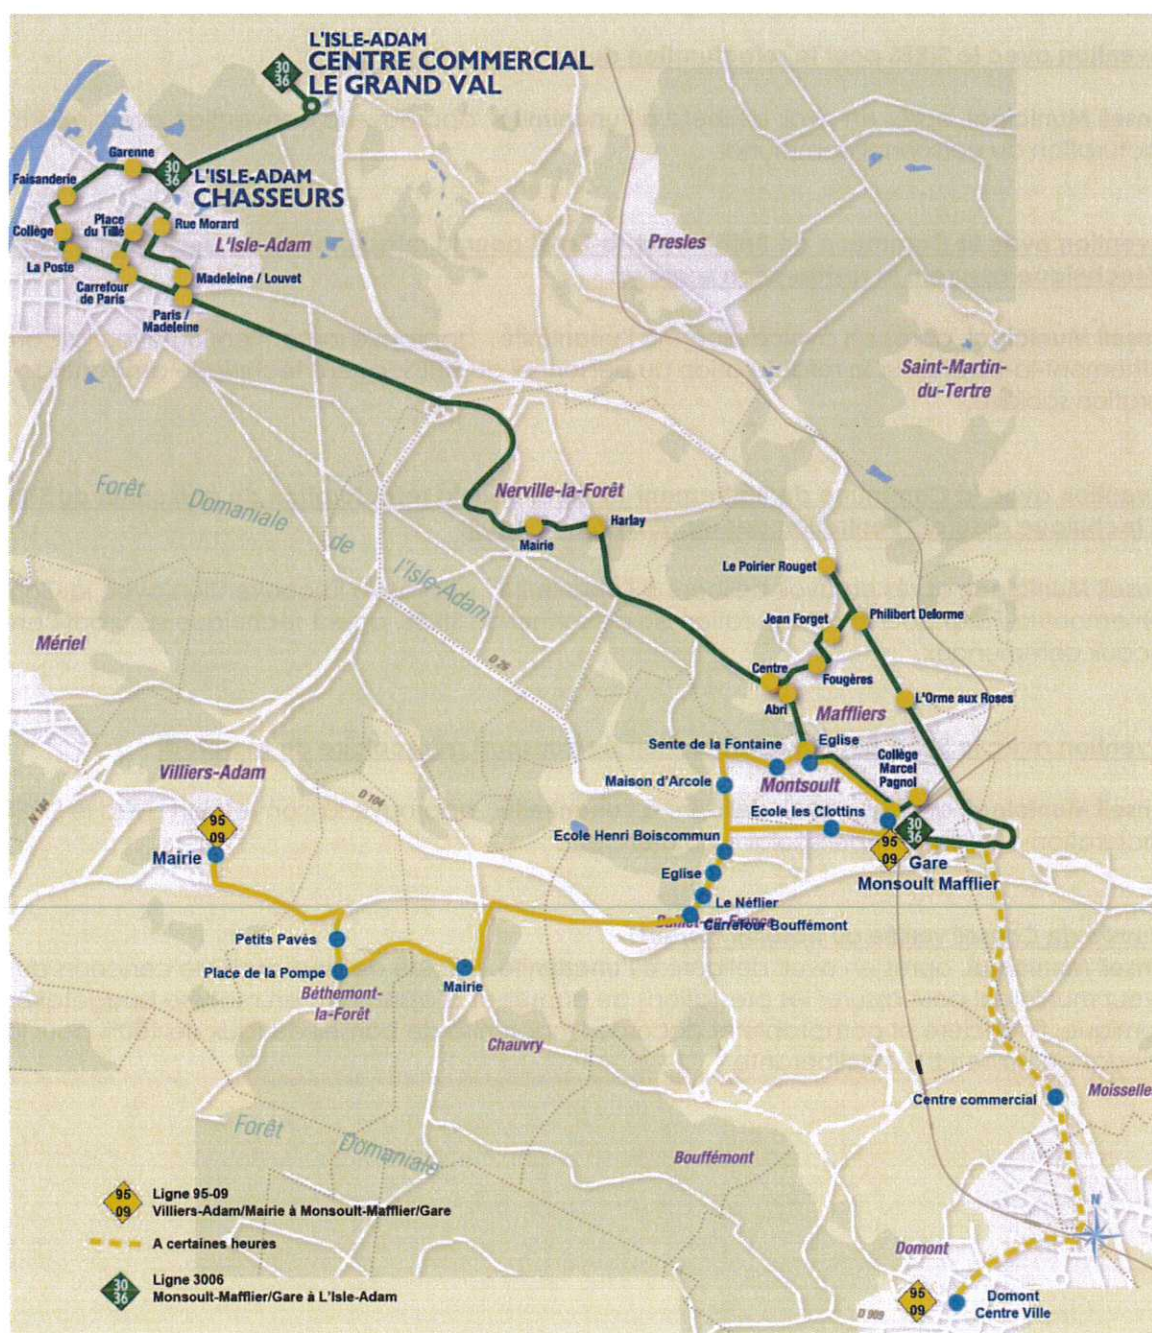 L'ISLE-ADAM
CENTRE COMMERCIAL
LE GRAND VAL
30
36
Garenne
30
36
L'ISLE-ADAM
CHASSEURS
Faisanderie
Place
du Tillé
Rue Morard
Collège
L'Isle-Adam
Presles
La Poste
Madeleine / Louvet
Carrefour
de Paris
Paris /
Madeleine
Saint-Martin-
du-Tertre
Forêt Domaniale de l'Isle-Adam
Nerville-la-Forêt
Mairie
Harlay
Le Poirier Rouget
Jean Forget
Philibert Delorme
Mériel
D 26
Centre
Fougères
Abri
L'Orme aux Roses
Maffliers
Sente de la Fontaine
Eglise
Collège
Marcel
Pagnol
Villiers-Adam
Maison d'Arcole
Montsoult
N 184
D 104
Ecole les Clottins
95
09
Ecole Henri Boiscommun
30
36
95
09
Mairie
Gare
Monsoult Mafflier
Eglise
Le Néflier
Baillet-en-France
Carrefour Bouffémont
Petits Pavés
Place de la Pompe
Mairie
Béthemont-
la-Forêt
Chauvry
Centre commercial
Moisselle
Forêt Domaniale
Bouffémont
95
09
Ligne 95-09
Villiers-Adam/Mairie à Monsoult-Mafflier/Gare
N
A certaines heures
Domont
30
36
Ligne 3006
Monsoult-Mafflier/Gare à L'Isle-Adam
95
09
Domont
Centre Ville
D 909